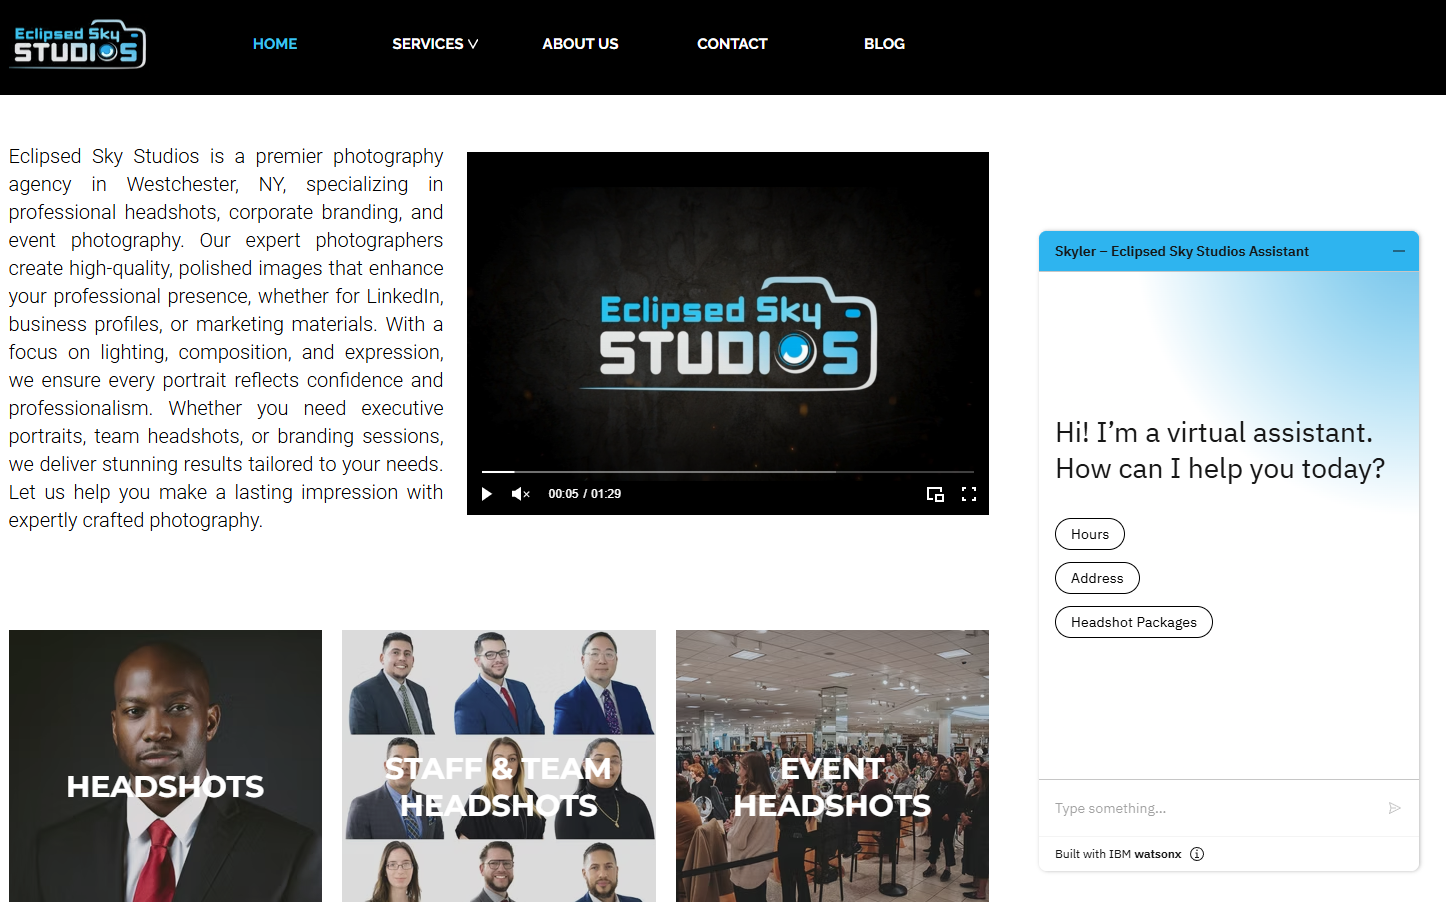 Eclipsed Sky
STUDIOS
HOME
SERVICES
ABOUT US
CONTACT
BLOG
Eclipsed Sky Studios is a premier photography
agency in Westchester, NY, specializing in
professional headshots, corporate branding, and
event photography. Our expert photographers
create high-quality, polished images that enhance
your professional presence, whether for LinkedIn,
business profiles, or marketing materials. With a
focus on lighting, composition, and expression,
we ensure every portrait reflects confidence and
professionalism. Whether you need executive
portraits, team headshots, or branding sessions,
we deliver stunning results tailored to your needs.
Let us help you make a lasting impression with
expertly crafted photography.
Eclipsed Sky
STUDIOS
00:05 / 01:29
HEADSHOTS
STAFF & TEAM
HEADSHOTS
EVENT
HEADSHOTS
Skyler – Eclipsed Sky Studios Assistant
Hi! I’m a virtual assistant.
How can I help you today?
Hours
Address
Headshot Packages
Type something...
Built with IBM watsonx